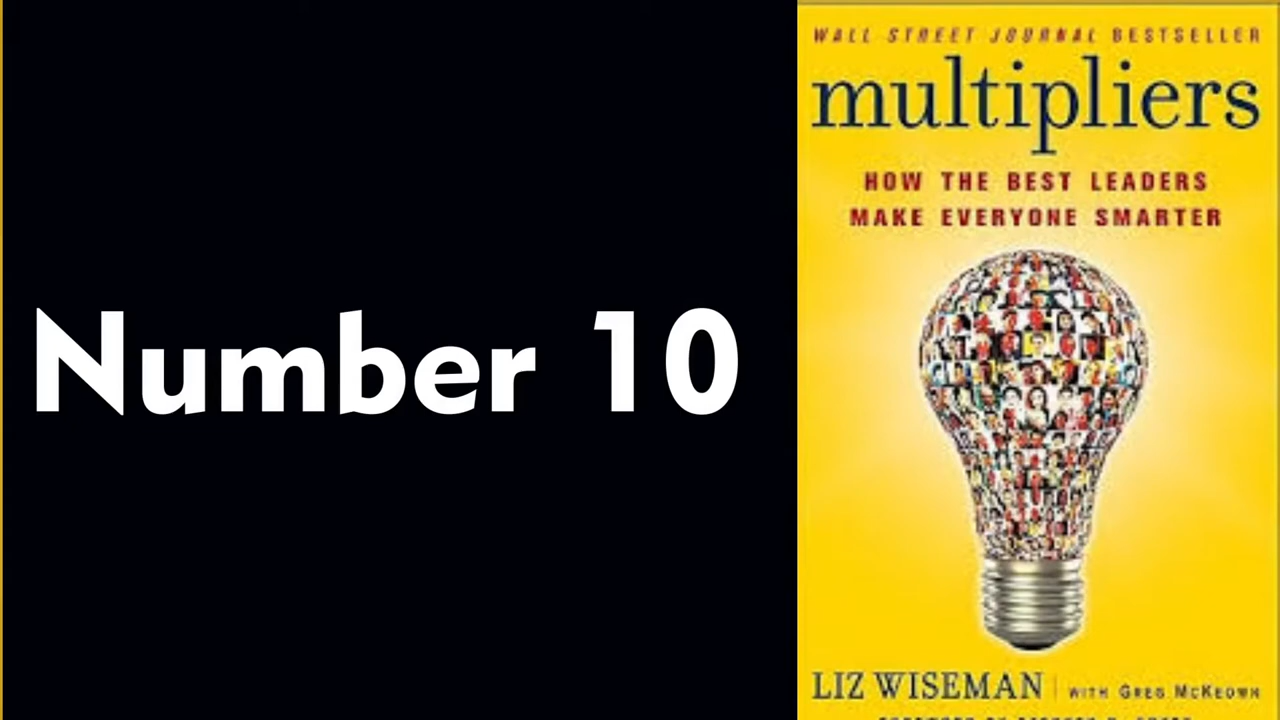 Number 10
WALL STREET JOURNAL BESTSELLER
multipliers
HOW THE BEST LEADERS
MAKE EVERYONE SMARTER
LIZ WISEMAN | WITH GREG MCKEOWN